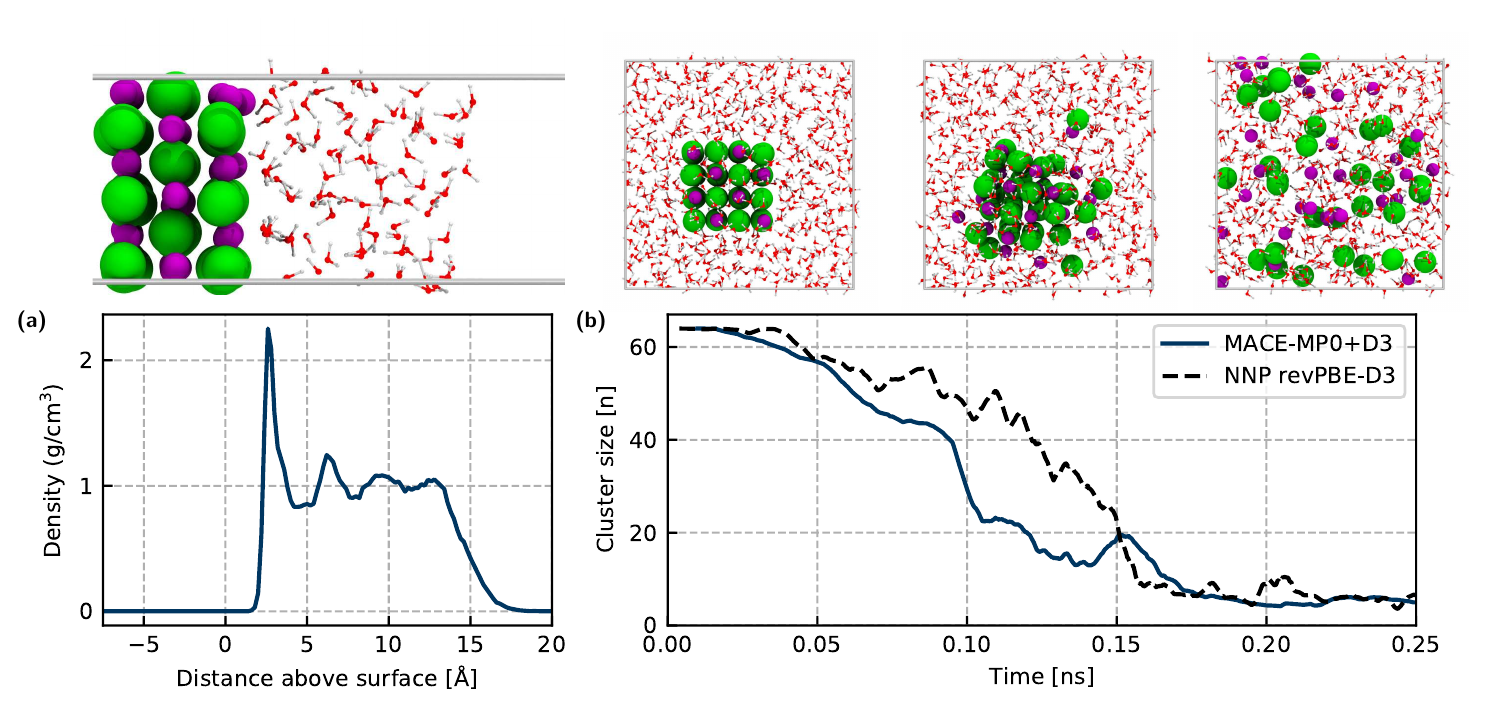 (a)
Density (g/cm³)
2
1
0
−5 0 5 10 15 20
Distance above surface [Å]
(b)
Cluster size [n]
60
40
20
0
MACE-MP0+D3
NNP revPBE-D3
0.00 0.05 0.10 0.15 0.20 0.25
Time [ns]